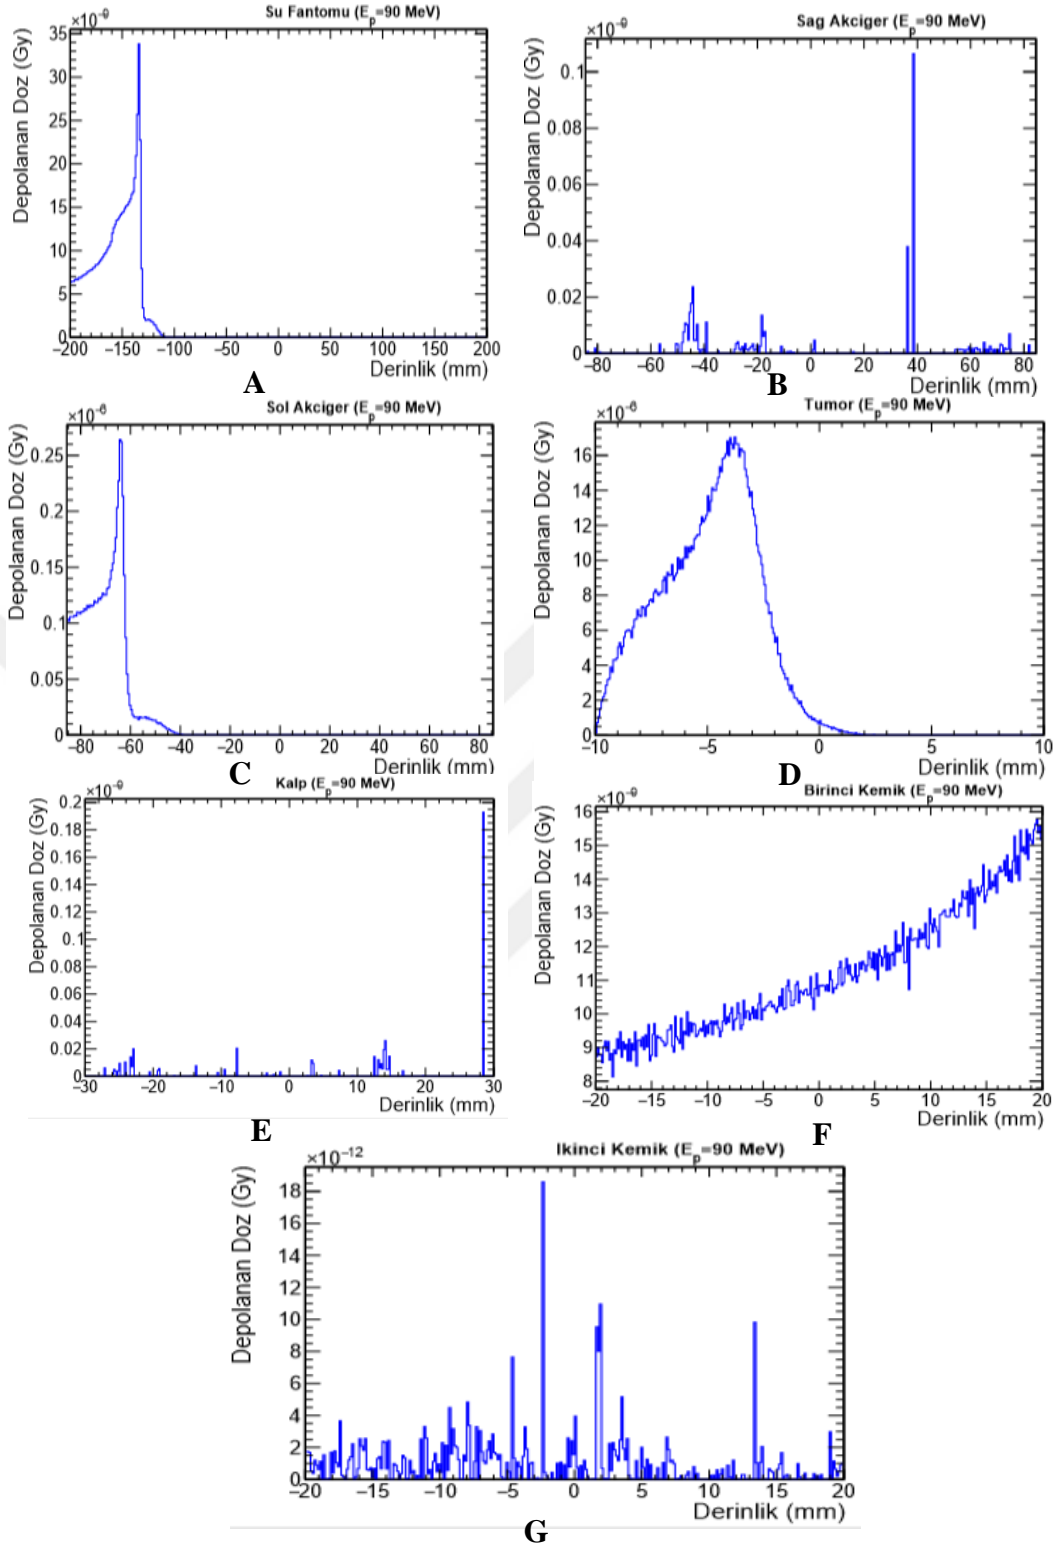 Su Fantomu (Ep=90 MeV)
×10⁻⁹
Depolanan Doz (Gy)
35
30
25
20
15
10
5
0
−200 −150 −100 −50 0 50 100 150 200
Derinlik (mm)
A
Sag Akciger (Ep=90 MeV)
×10⁻⁹
Depolanan Doz (Gy)
0.1
0.08
0.06
0.04
0.02
0
−80 −60 −40 −20 0 20 40 60 80
Derinlik (mm)
B
Sol Akciger (Ep=90 MeV)
×10⁻⁶
Depolanan Doz (Gy)
0.25
0.2
0.15
0.1
0.05
0
−80 −60 −40 −20 0 20 40 60 80
Derinlik (mm)
C
Tumor (Ep=90 MeV)
×10⁻⁶
Depolanan Doz (Gy)
16
14
12
10
8
6
4
2
0
−10 −5 0 5 10
Derinlik (mm)
D
Kalp (Ep=90 MeV)
×10⁻⁹
Depolanan Doz (Gy)
0.2
0.18
0.16
0.14
0.12
0.1
0.08
0.06
0.04
0.02
0
−30 −20 −10 0 10 20 30
Derinlik (mm)
E
Birinci Kemik (Ep=90 MeV)
×10⁻⁹
Depolanan Doz (Gy)
16
15
14
13
12
11
10
9
8
−20 −15 −10 −5 0 5 10 15 20
Derinlik (mm)
F
Ikinci Kemik (Ep=90 MeV)
×10⁻¹²
Depolanan Doz (Gy)
18
16
14
12
10
8
6
4
2
0
−20 −15 −10 −5 0 5 10 15 20
Derinlik (mm)
G